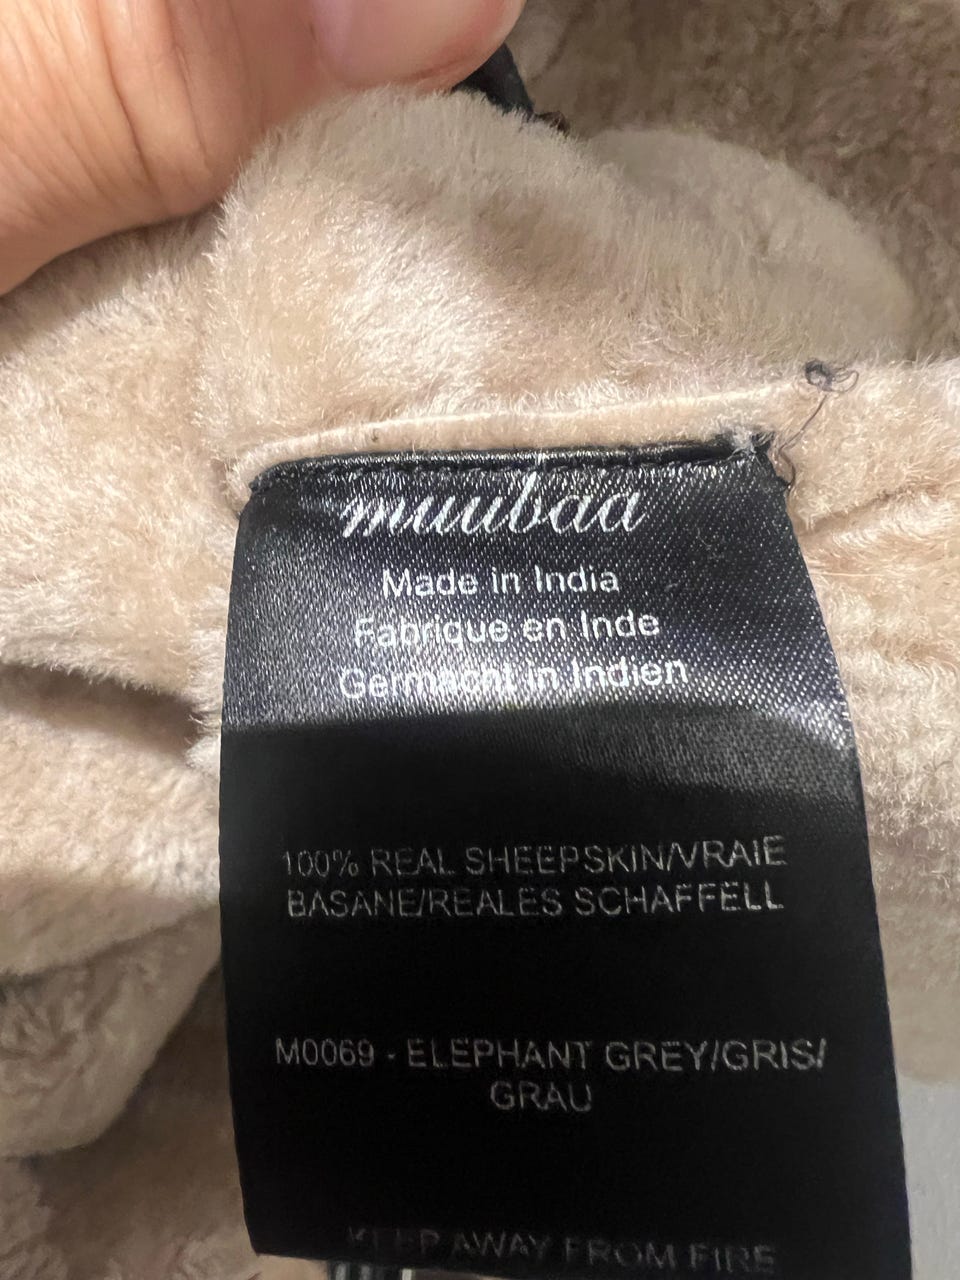 muubaa
Made in India
Fabrique en Inde
Germacht in Indien
100% REAL SHEEPSKIN/VRAIE
BASANE/REALES SCHAFFELL
M0069 - ELEPHANT GREY/GRIS/
GRAU
KEEP AWAY FROM FIRE